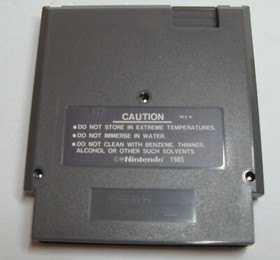 CAUTION
•DO NOT STORE IN EXTREME TEMPERATURES.
•DO NOT IMMERSE IN WATER.
•DO NOT CLEAN WITH BENZENE, THINNER,
ALCOHOL OR OTHER SUCH SOLVENTS.
©®Nintendo 1985